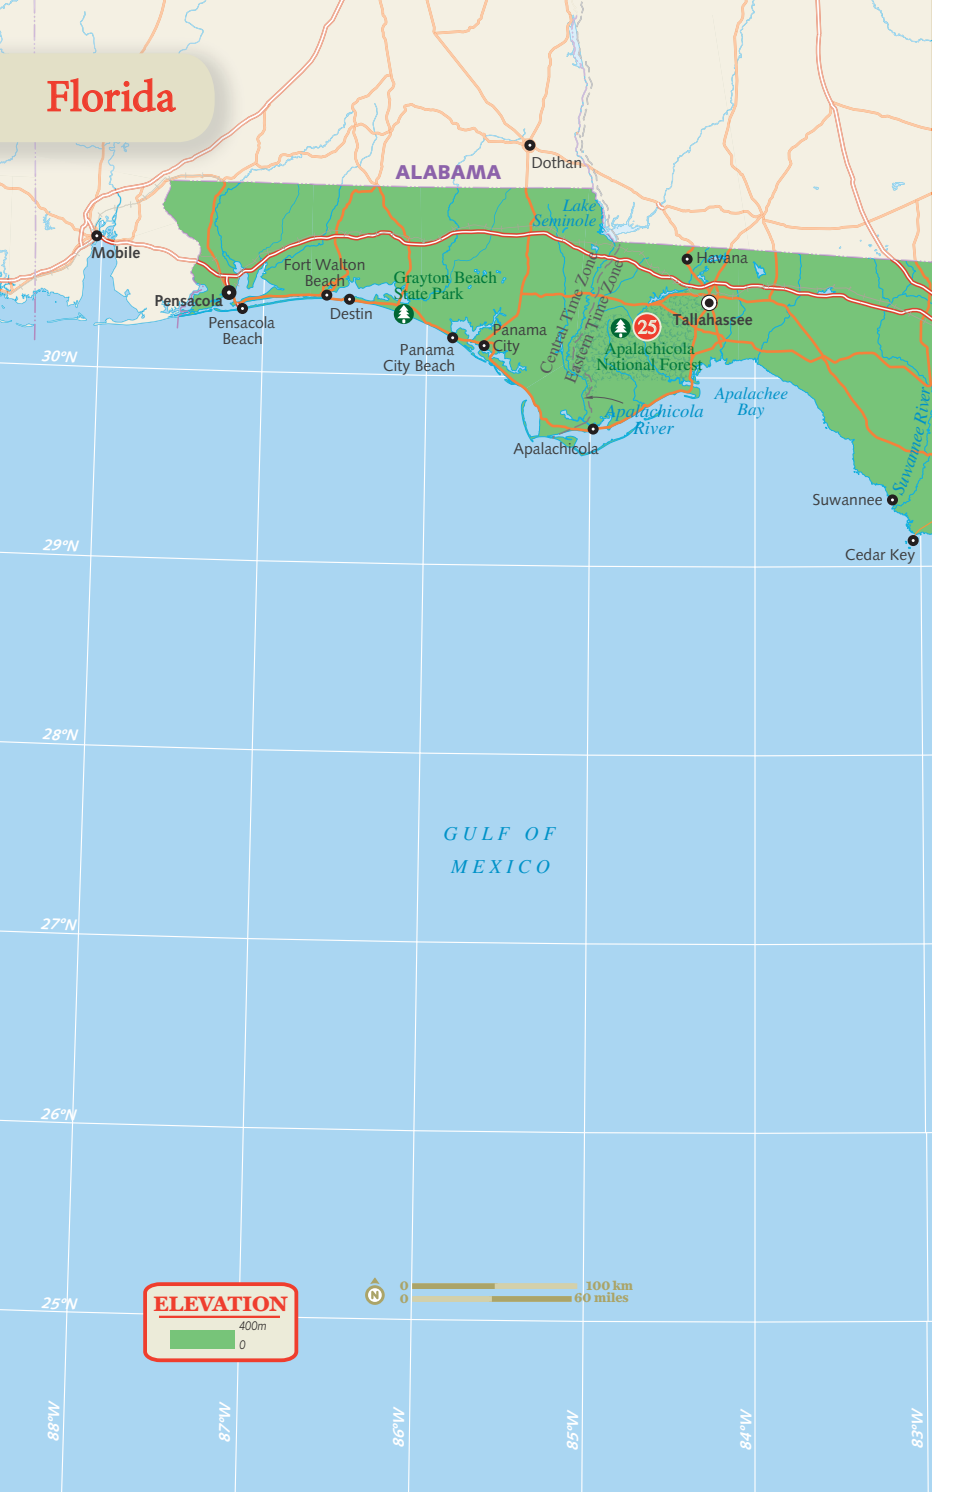 Florida
Dothan
ALABAMA
Lake
Seminole
Mobile
Havana
Fort Walton
Beach
Grayton Beach
State Park
Pensacola
Destin
Pensacola
Beach
Central Time Zone
Eastern Time Zone
25
Tallahassee
Panama
City
Panama
City Beach
Apalachicola
National Forest
30°N
Apalachee
Bay
Apalachicola
River
Suwannee River
Apalachicola
Suwannee
Cedar Key
29°N
28°N
GULF OF
MEXICO
27°N
26°N
25°N
ELEVATION
400m
0
N
0 100 km
0 60 miles
88°W
87°W
86°W
85°W
84°W
83°W